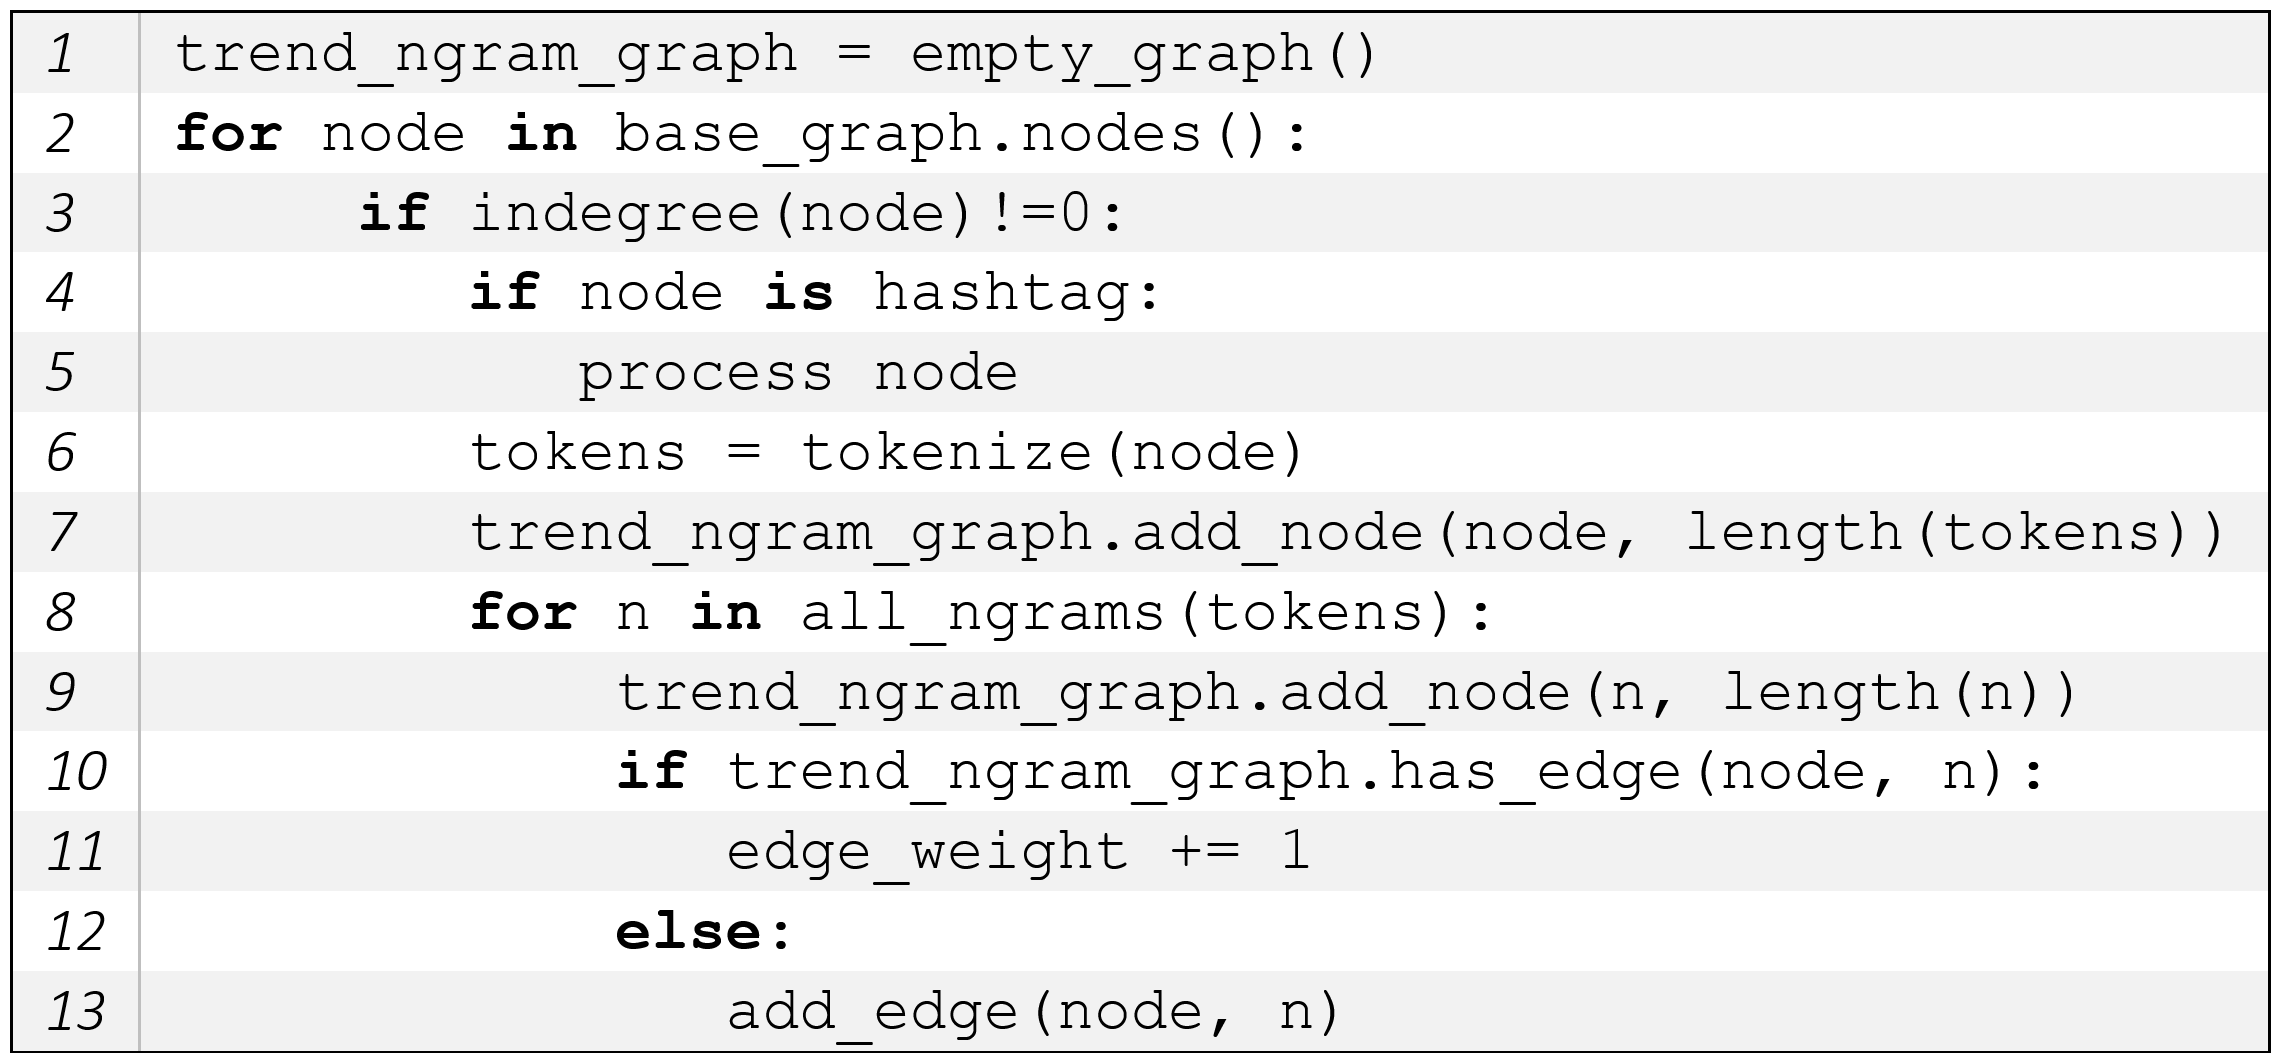 1 trend_ngram_graph = empty_graph()
2 for node in base_graph.nodes():
3 if indegree(node)!=0:
4 if node is hashtag:
5 process node
6 tokens = tokenize(node)
7 trend_ngram_graph.add_node(node, length(tokens))
8 for n in all_ngrams(tokens):
9 trend_ngram_graph.add_node(n, length(n))
10 if trend_ngram_graph.has_edge(node, n):
11 edge_weight += 1
12 else:
13 add_edge(node, n)